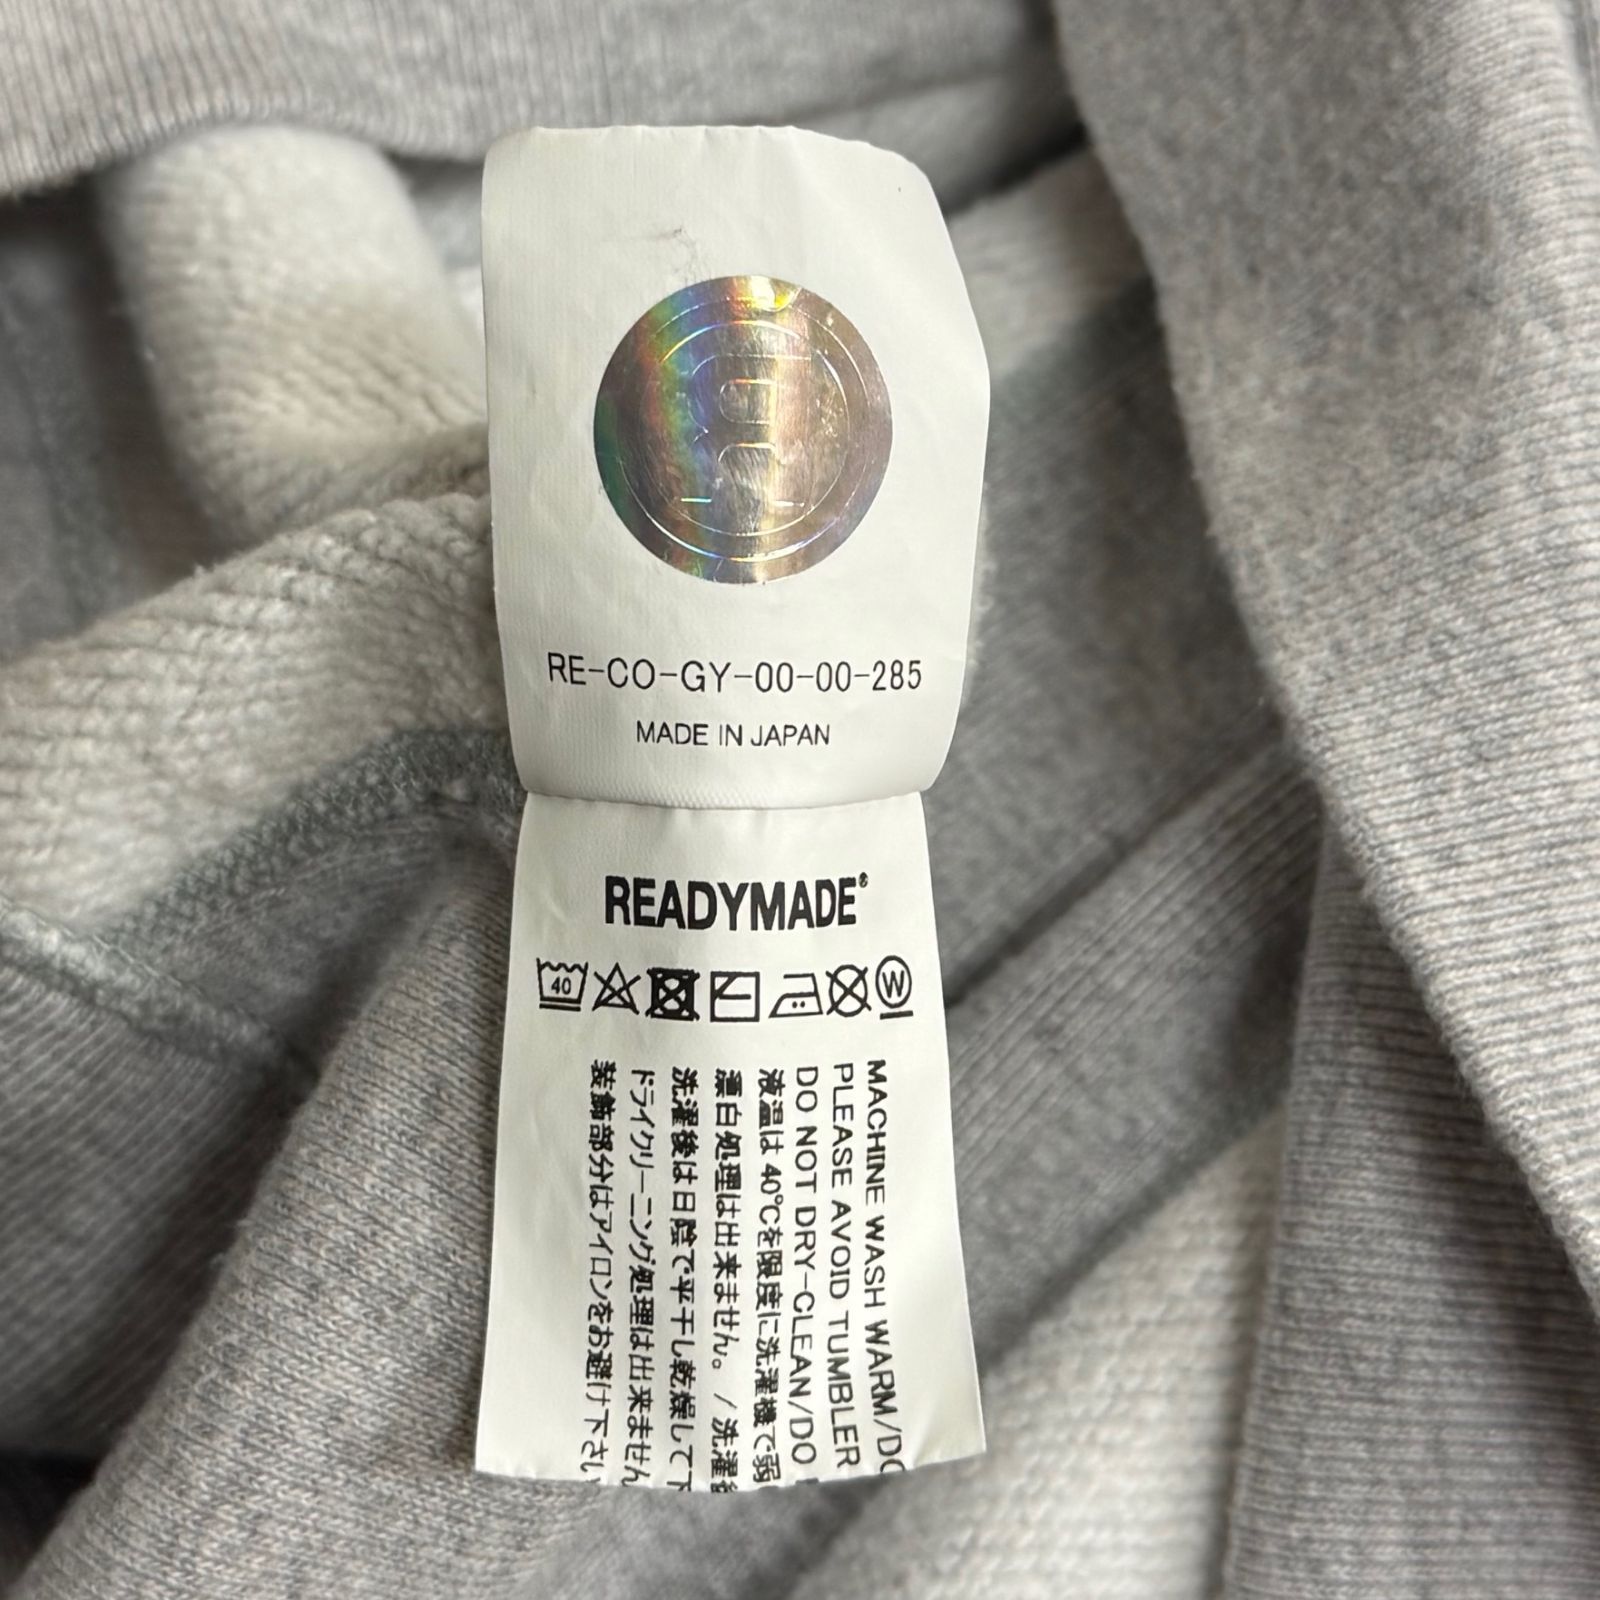 RE-CO-GY-00-00-285
MADE IN JAPAN
READYMADE®
40
W
MACHINE WASH WARM/DO
PLEASE AVOID TUMBLER
DO NOT DRY-CLEAN/DO
液温は40℃を限度に洗濯機で弱
漂白処理は出来ません。/洗濯後
洗濯後は日陰で平干し乾燥して下
ドライクリーニング処理は出来ません
装飾部分はアイロンをお避け下さい